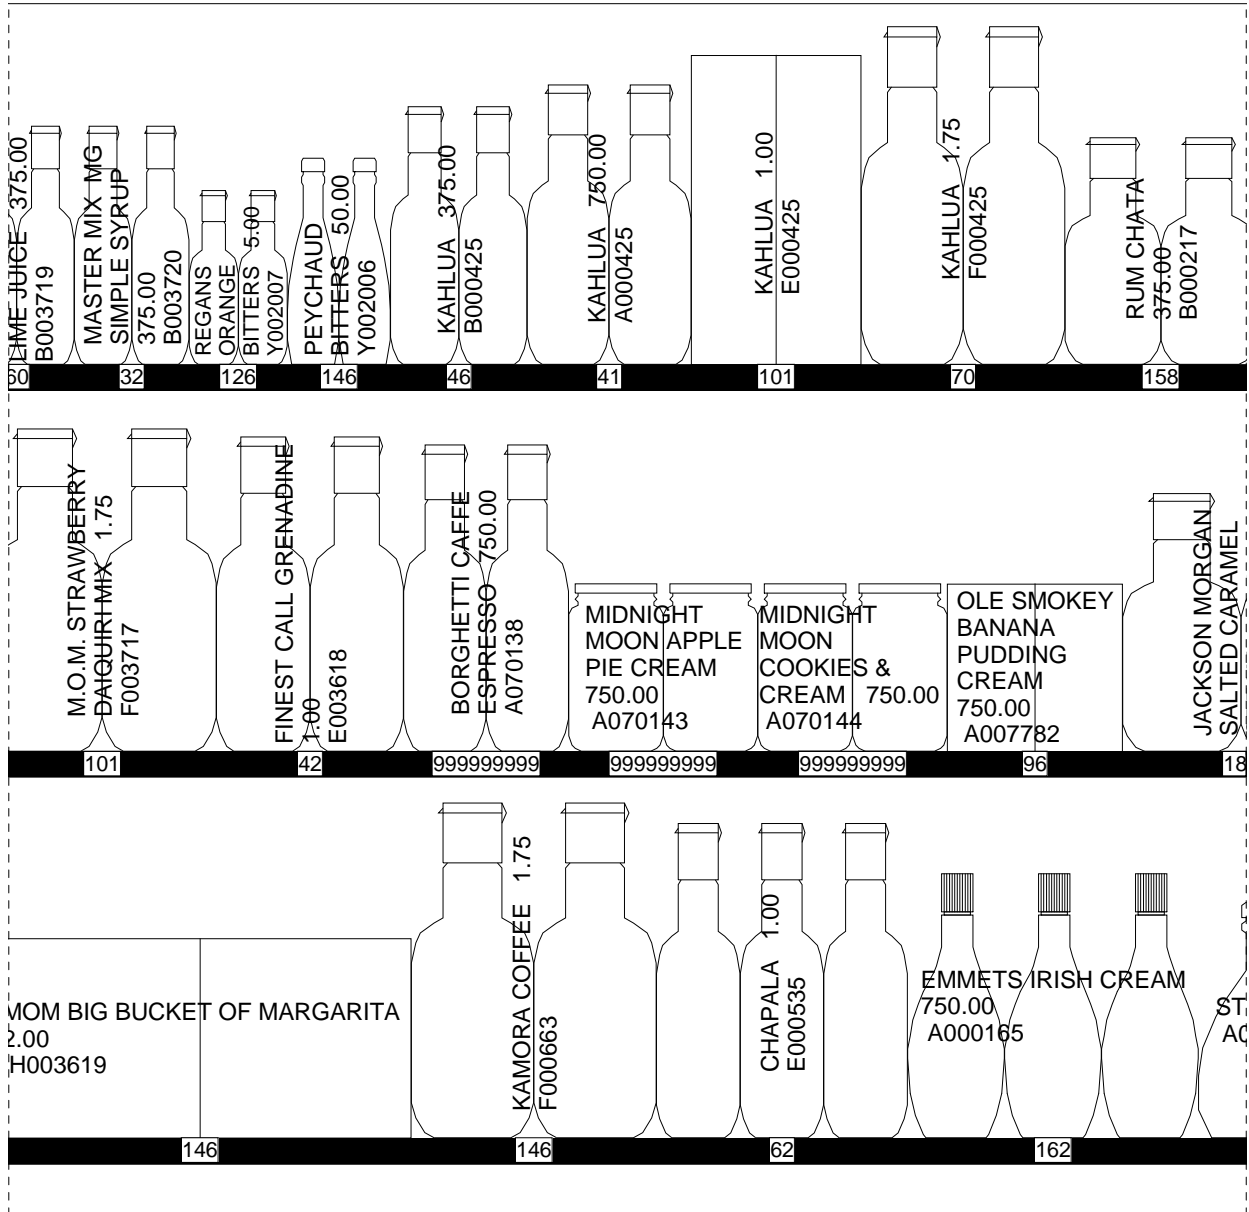 LIME JUICE 375.00
B003719
MASTER MIX MG
SIMPLE SYRUP
375.00
B003720
REGANS
ORANGE
BITTERS 5.00
Y002007
PEYCHAUD
BITTERS 50.00
Y002006
KAHLUA 375.00
B000425
KAHLUA 750.00
A000425
KAHLUA 1.00
E000425
KAHLUA 1.75
F000425
RUM CHATA
375.00
B000217
60 32 126 146 46 41 101 70 158
M.O.M. STRAWBERRY
DAIQUIRI MIX 1.75
F003717
FINEST CALL GRENADINE
1.00
E003618
BORGHETTI CAFFE
ESPRESSO 750.00
A070138
MIDNIGHT
MOON APPLE
PIE CREAM
750.00
A070143
MIDNIGHT
MOON
COOKIES &
CREAM 750.00
A070144
OLE SMOKEY
BANANA
PUDDING
CREAM
750.00
A007782
JACKSON MORGAN
SALTED CARAMEL
101 42 999999999 999999999 999999999 96 18
MOM BIG BUCKET OF MARGARITA
2.00
H003619
KAMORA COFFEE 1.75
F000663
CHAPALA 1.00
E000535
EMMETS IRISH CREAM
750.00
A000165
ST
A0
146 146 62 162